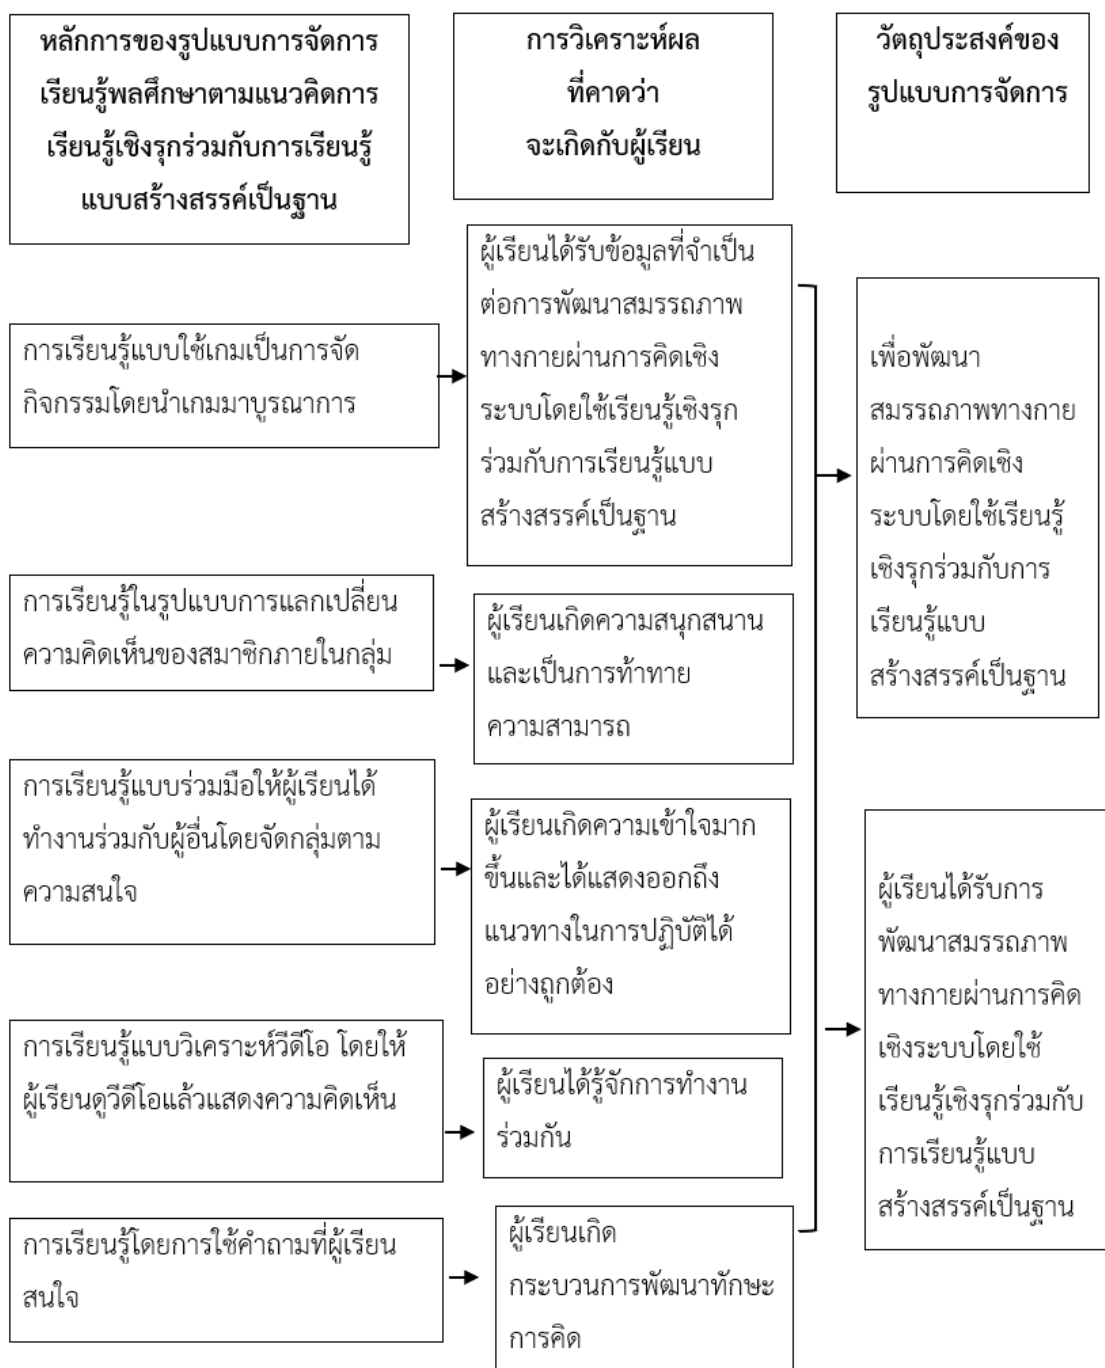 หลักการของรูปแบบการจัดการ
เรียนรู้พลศึกษาตามแนวคิดการ
เรียนรู้เชิงรุกร่วมกับการเรียนรู้
แบบสร้างสรรค์เป็นฐาน
การวิเคราะห์ผล
ที่คาดว่า
จะเกิดกับผู้เรียน
วัตถุประสงค์ของ
รูปแบบการจัดการ
การเรียนรู้แบบใช้เกมเป็นการจัด
กิจกรรมโดยนำเกมมาบูรณาการ
ผู้เรียนได้รับข้อมูลที่จำเป็น
ต่อการพัฒนาสมรรถภาพ
ทางกายผ่านการคิดเชิง
ระบบโดยใช้เรียนรู้เชิงรุก
ร่วมกับการเรียนรู้แบบ
สร้างสรรค์เป็นฐาน
เพื่อพัฒนา
สมรรถภาพทางกาย
ผ่านการคิดเชิง
ระบบโดยใช้เรียนรู้
เชิงรุกร่วมกับการ
เรียนรู้แบบ
สร้างสรรค์เป็นฐาน
การเรียนรู้ในรูปแบบการแลกเปลี่ยน
ความคิดเห็นของสมาชิกภายในกลุ่ม
ผู้เรียนเกิดความสนุกสนาน
และเป็นการท้าทาย
ความสามารถ
การเรียนรู้แบบร่วมมือให้ผู้เรียนได้
ทำงานร่วมกับผู้อื่นโดยจัดกลุ่มตาม
ความสนใจ
ผู้เรียนเกิดความเข้าใจมาก
ขึ้นและได้แสดงออกถึง
แนวทางในการปฏิบัติได้
อย่างถูกต้อง
ผู้เรียนได้รับการ
พัฒนาสมรรถภาพ
ทางกายผ่านการคิด
เชิงระบบโดยใช้
เรียนรู้เชิงรุกร่วมกับ
การเรียนรู้แบบ
สร้างสรรค์เป็นฐาน
การเรียนรู้แบบวิเคราะห์วีดีโอ โดยให้
ผู้เรียนดูวีดีโอแล้วแสดงความคิดเห็น
ผู้เรียนได้รู้จักการทำงาน
ร่วมกัน
การเรียนรู้โดยการใช้คำถามที่ผู้เรียน
สนใจ
ผู้เรียนเกิด
กระบวนการพัฒนาทักษะ
การคิด